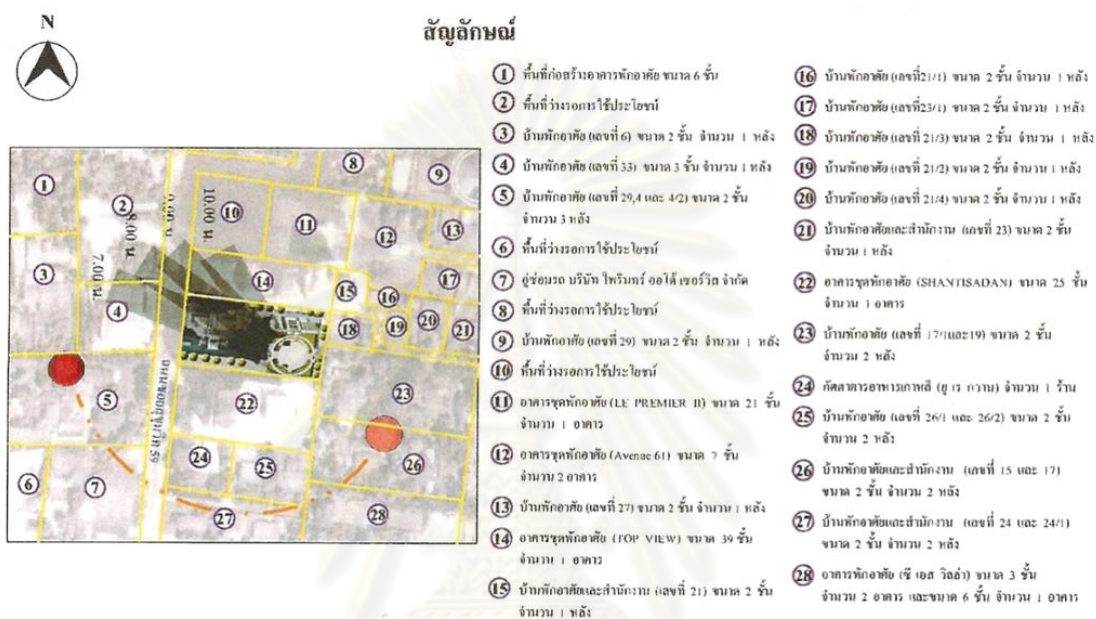 N
สัญลักษณ์
1 พื้นที่ก่อสร้างอาคารพักอาศัย ขนาด 6 ชั้น
2 พื้นที่ว่างรอการใช้ประโยชน์
3 บ้านพักอาศัย (เลขที่ 6) ขนาด 2 ชั้น จำนวน 1 หลัง
4 บ้านพักอาศัย (เลขที่ 33) ขนาด 3 ชั้น จำนวน 1 หลัง
5 บ้านพักอาศัย (เลขที่ 29,4 และ 4/2) ขนาด 2 ชั้น
จำนวน 3 หลัง
6 พื้นที่ว่างรอการใช้ประโยชน์
7 อู่ซ่อมรถ บริษัท ไพรินทร์ ออโต้ เซอร์วิส จำกัด
8 พื้นที่ว่างรอการใช้ประโยชน์
9 บ้านพักอาศัย (เลขที่ 29) ขนาด 2 ชั้น จำนวน 1 หลัง
10 พื้นที่ว่างรอการใช้ประโยชน์
11 อาคารชุดพักอาศัย (LE PREMIER II) ขนาด 21 ชั้น
จำนวน 1 อาคาร
12 อาคารชุดพักอาศัย (Avenue 61) ขนาด 7 ชั้น
จำนวน 2 อาคาร
13 บ้านพักอาศัย (เลขที่ 27) ขนาด 2 ชั้น จำนวน 1 หลัง
14 อาคารชุดพักอาศัย (TOP VIEW) ขนาด 39 ชั้น
จำนวน 1 อาคาร
15 บ้านพักอาศัยและสำนักงาน (เลขที่ 21) ขนาด 2 ชั้น
จำนวน 1 หลัง
16 บ้านพักอาศัย (เลขที่21/1) ขนาด 2 ชั้น จำนวน 1 หลัง
17 บ้านพักอาศัย (เลขที่23/1) ขนาด 2 ชั้น จำนวน 1 หลัง
18 บ้านพักอาศัย (เลขที่ 21/3) ขนาด 2 ชั้น จำนวน 1 หลัง
19 บ้านพักอาศัย (เลขที่ 21/2) ขนาด 2 ชั้น จำนวน 1 หลัง
20 บ้านพักอาศัย (เลขที่ 21/4) ขนาด 2 ชั้น จำนวน 1 หลัง
21 บ้านพักอาศัยและสำนักงาน (เลขที่ 23) ขนาด 2 ชั้น
จำนวน 1 หลัง
22 อาคารชุดพักอาศัย (SHANTISADAN) ขนาด 25 ชั้น
จำนวน 1 อาคาร
23 บ้านพักอาศัย (เลขที่ 17/1และ19) ขนาด 2 ชั้น
จำนวน 2 หลัง
24 ภัตตาคารอาหารเกาหลี (ยู เร กวาน) จำนวน 1 ร้าน
25 บ้านพักอาศัย (เลขที่ 26/1 และ 26/2) ขนาด 2 ชั้น
จำนวน 2 หลัง
26 บ้านพักอาศัยและสำนักงาน (เลขที่ 15 และ 17)
ขนาด 2 ชั้น จำนวน 2 หลัง
27 บ้านพักอาศัยและสำนักงาน (เลขที่ 24 และ 24/1)
ขนาด 2 ชั้น จำนวน 2 หลัง
28 อาคารพักอาศัย (ซี เอส วิลล่า) ขนาด 3 ชั้น
จำนวน 2 อาคาร และขนาด 6 ชั้น จำนวน 1 อาคาร
1
2
3
4
5
6
7
8
9
10
11
12
13
14
15
16
17
18
19
20
21
22
23
24
25
26
27
28
7.00 น.
8.00 น.
9.00 น.
10.00 น.
ถนนซอยสุขุมวิท 59